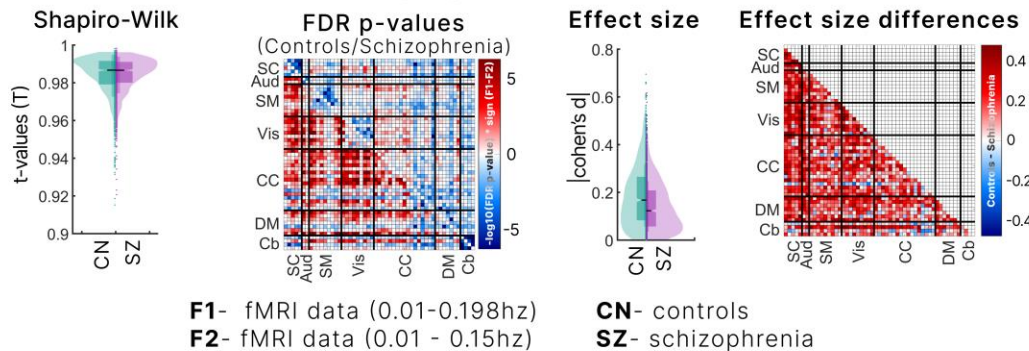 Shapiro-Wilk
t-values (T)
1
0.98
0.96
0.94
0.92
0.9
CN
SZ
FDR p-values
(Controls/Schizophrenia)
SC
Aud
SM
Vis
CC
DM
Cb
SC
Aud
SM
Vis
CC
DM
Cb
5
0
-5
-log10(FDR p-value) * sign (F1-F2)
Effect size
|cohen's d|
0.8
0.6
0.4
0.2
0
CN
SZ
Effect size differences
SC
Aud
SM
Vis
CC
DM
Cb
SC
Aud
SM
Vis
CC
DM
Cb
0.4
0.2
0
-0.2
-0.4
Controls - Schizophrenia
F1- fMRI data (0.01-0.198hz)
F2- fMRI data (0.01 - 0.15hz)
CN- controls
SZ- schizophrenia